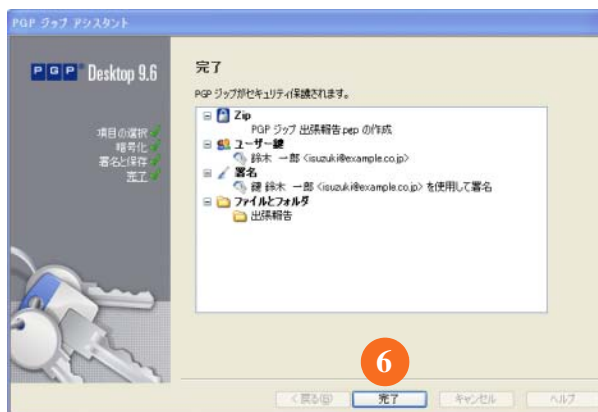 PGP ジップ アシスタント
PGP Desktop 9.6
項目の選択
暗号化
署名と保存
完了
完了
PGP ジップがセキュリティ保護されます。
Zip
PGP ジップ 出張報告.pgp の作成
ユーザー鍵
鈴木 一郎 <isuzuki@example.co.jp>
署名
鍵 鈴木 一郎 <isuzuki@example.co.jp> を使用して署名
ファイルとフォルダ
出張報告
6
< 戻る(B)
完了
キャンセル
ヘルプ